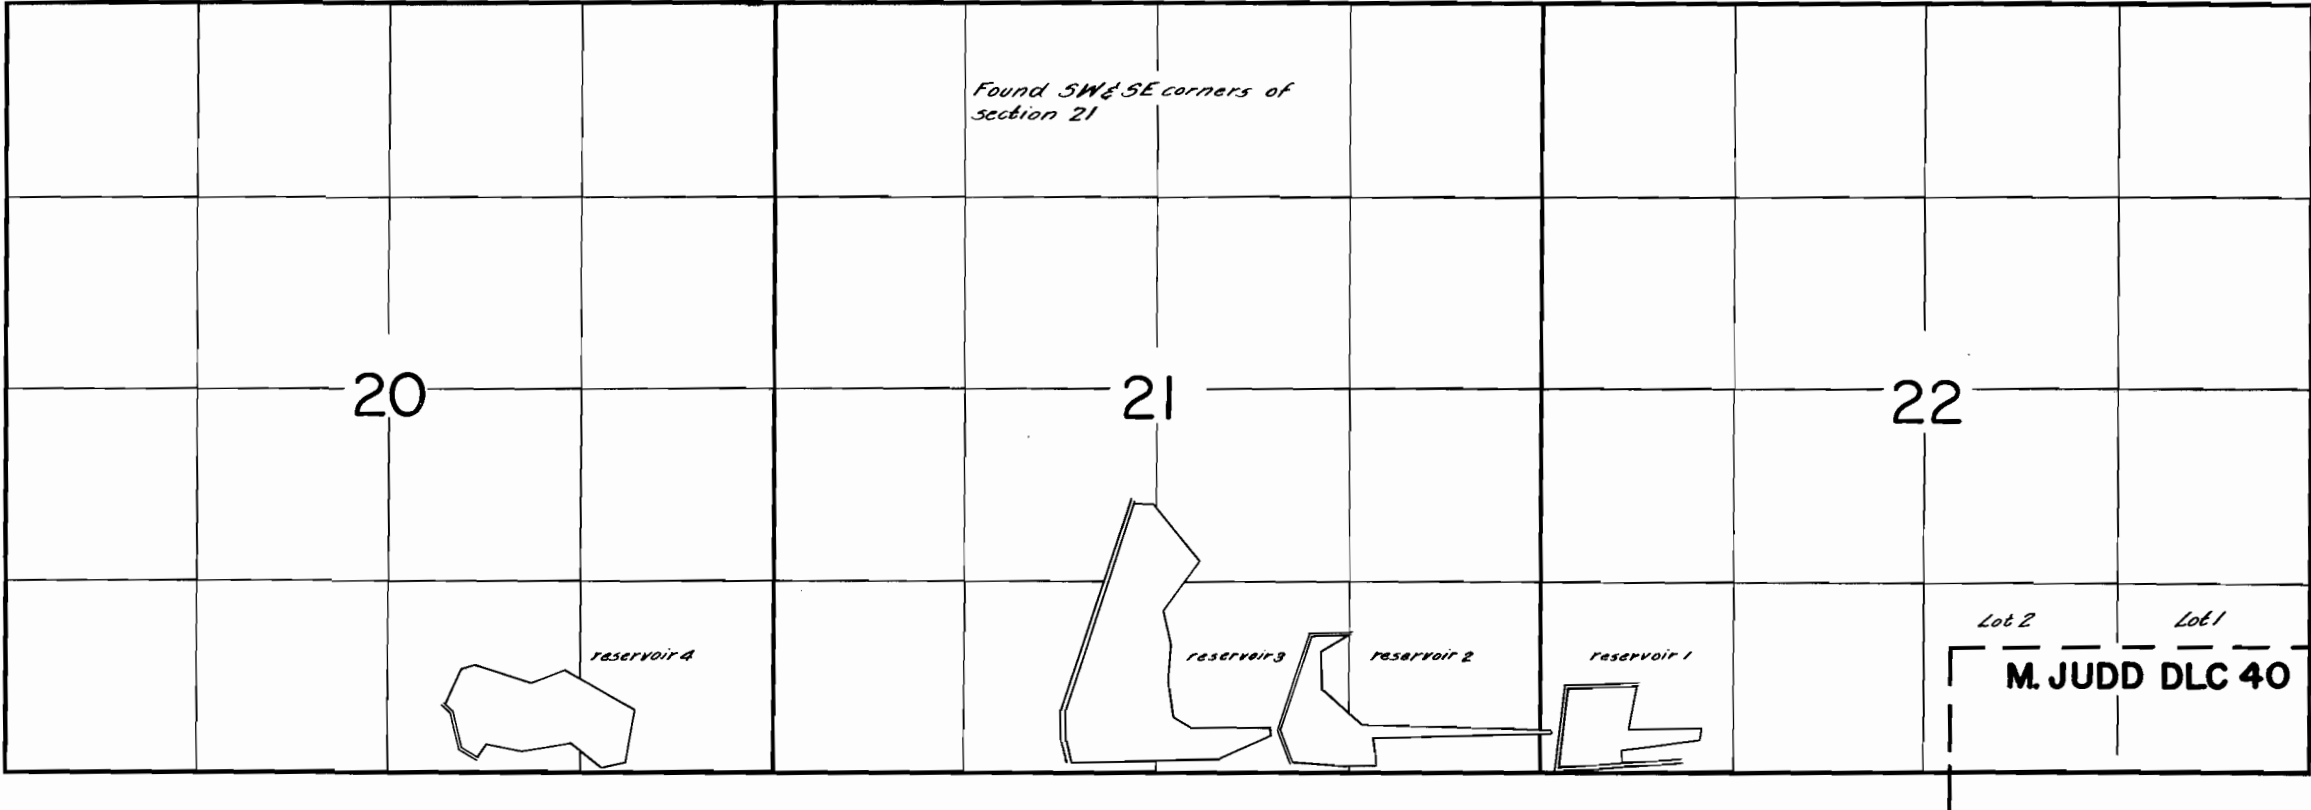 Found SW & SE corners of
section 21
20
21
22
Lot 2
Lot 1
reservoir 4
reservoir 3
reservoir 2
reservoir 1
M. JUDD DLC 40